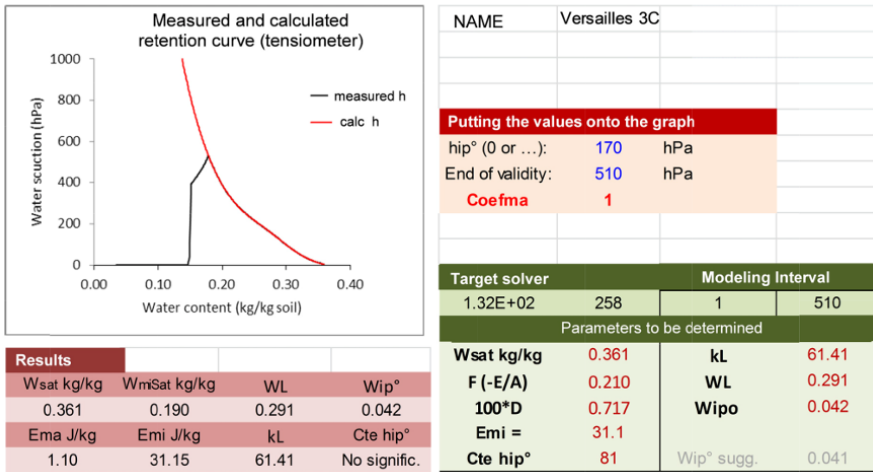 Measured and calculated
retention curve (tensiometer)
1000
800
600
400
200
0
0.00 0.10 0.20 0.30 0.40
Water scuction (hPa)
Water content (kg/kg soil)
measured h
calc h
NAME Versailles 3C
Putting the values onto the graph
hip° (0 or ...): 170 hPa
End of validity: 510 hPa
Coefma 1
Target solver Modeling Interval
1.32E+02 258 1 510
Parameters to be determined
Wsat kg/kg 0.361 kL 61.41
F (-E/A) 0.210 WL 0.291
100*D 0.717 Wipo 0.042
Emi = 31.1
Cte hip° 81 Wip° sugg. 0.041
Results
Wsat kg/kg WmiSat kg/kg WL Wip°
0.361 0.190 0.291 0.042
Ema J/kg Emi J/kg kL Cte hip°
1.10 31.15 61.41 No signific.